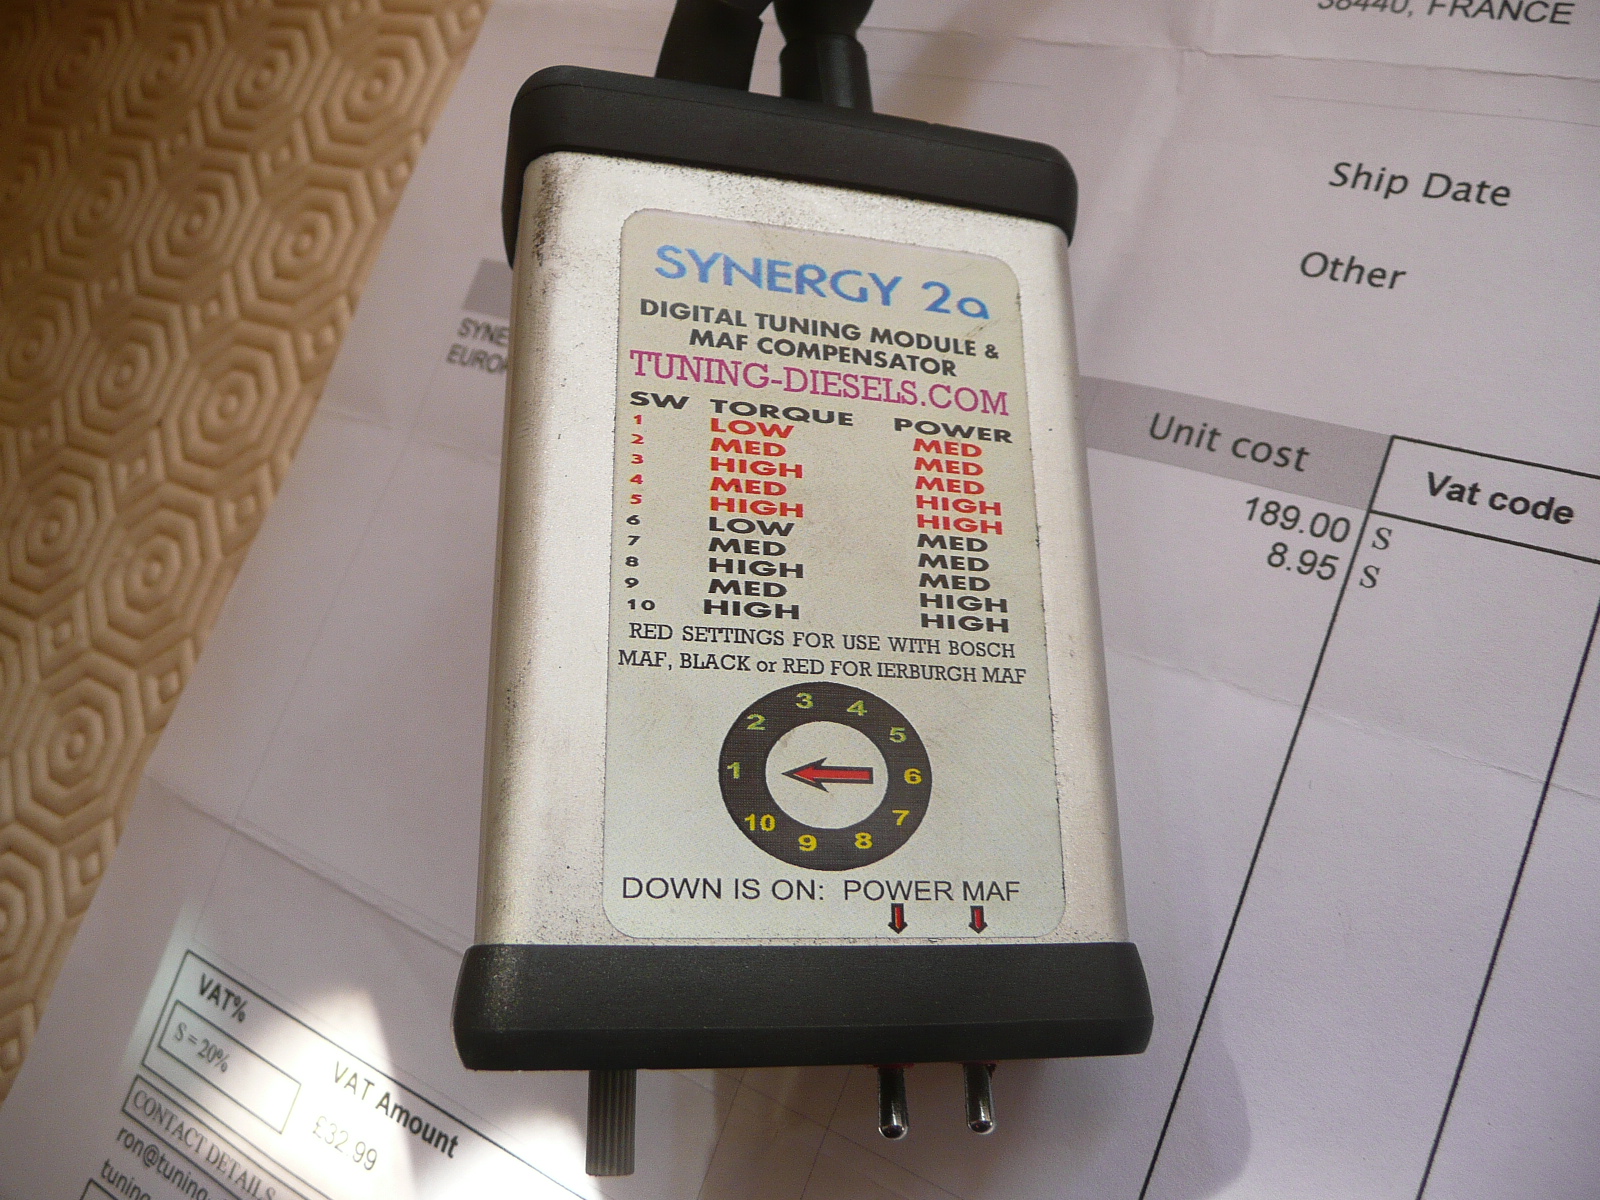 38440, FRANCE
Ship Date
Other
SYNE
EURO
Unit cost
Vat code
189.00 S
8.95 S
SYNERGY 2a
DIGITAL TUNING MODULE &
MAF COMPENSATOR
TUNING-DIESELS.COM
SW TORQUE POWER
1 LOW MED
2 MED MED
3 HIGH MED
4 MED HIGH
5 HIGH HIGH
6 LOW MED
7 MED MED
8 HIGH MED
9 MED HIGH
10 HIGH HIGH
RED SETTINGS FOR USE WITH BOSCH
MAF, BLACK or RED FOR IERBURGH MAF
1 2 3 4 5 6 7 8 9 10
DOWN IS ON: POWER MAF
VAT%
S = 20%
VAT Amount
£32.99
CONTACT DETAILS
ron@tuning
tuning